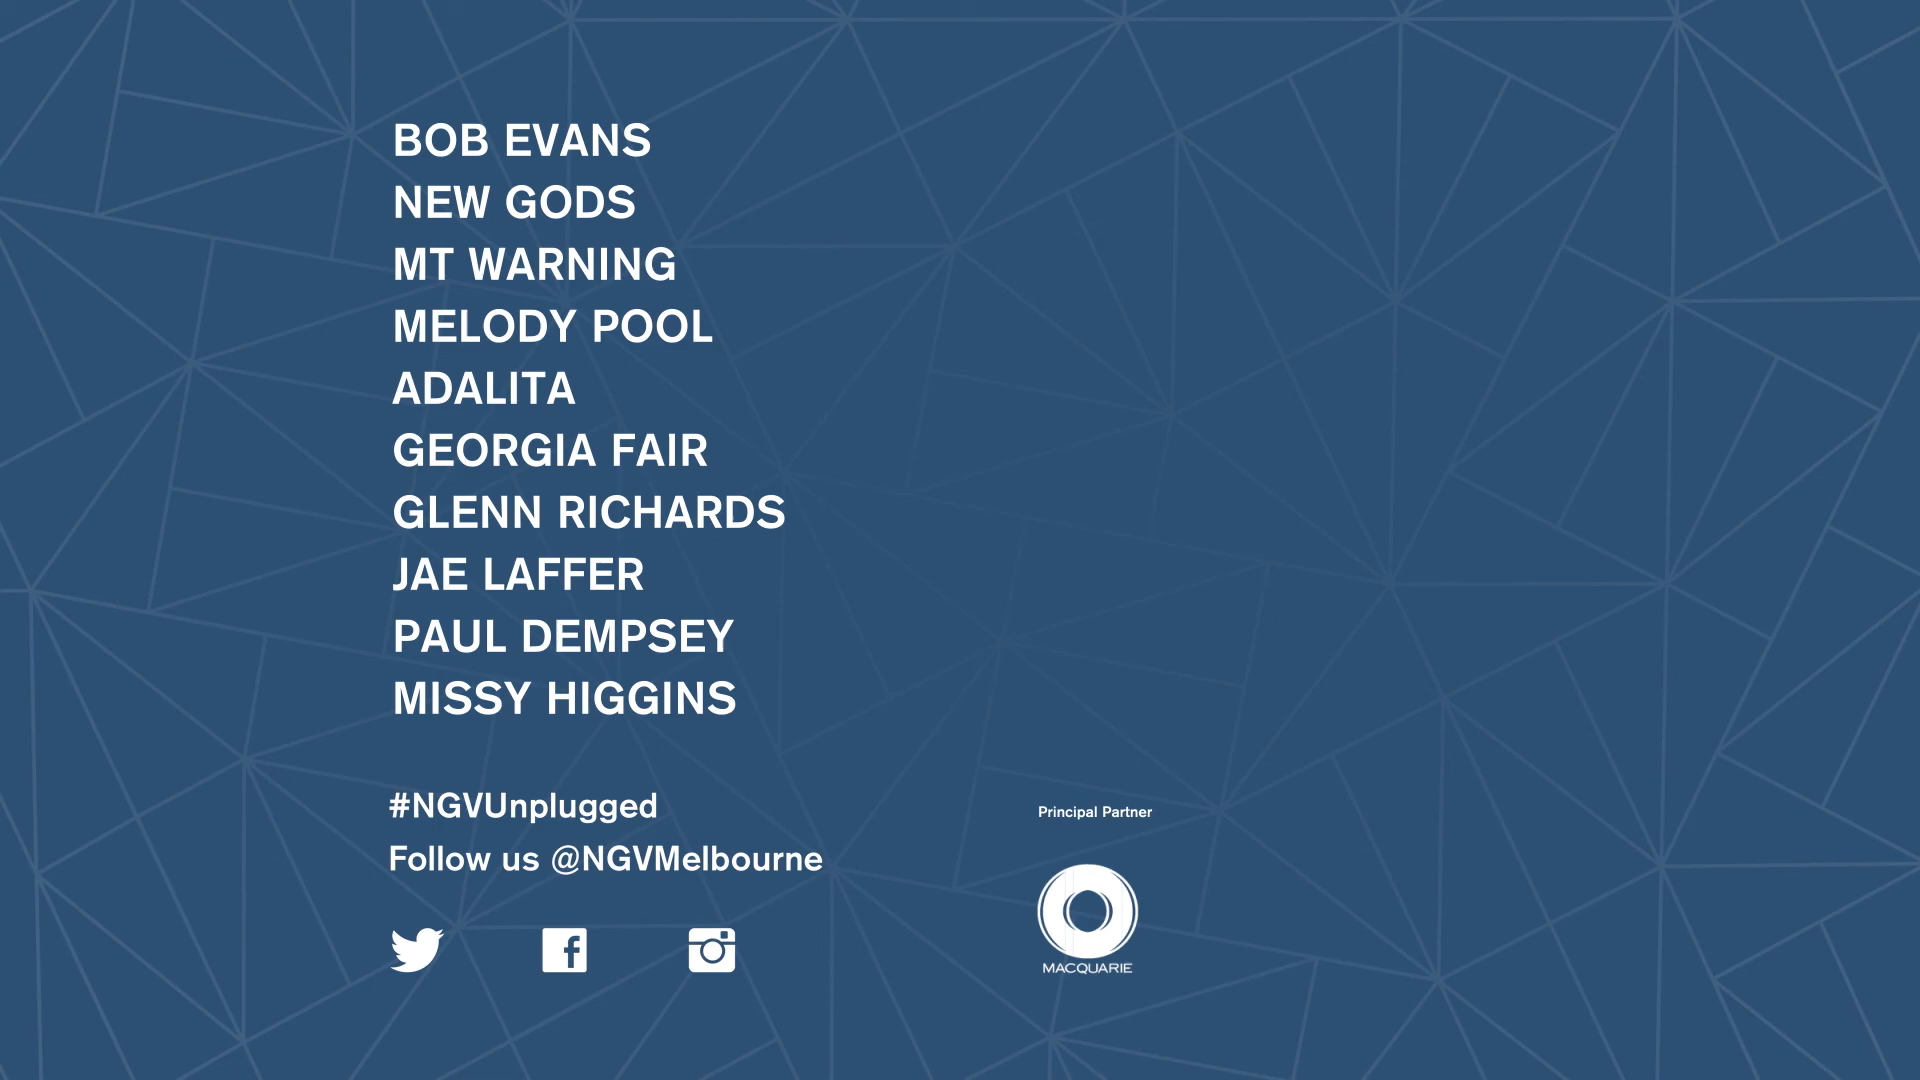 BOB EVANS
NEW GODS
MT WARNING
MELODY POOL
ADALITA
GEORGIA FAIR
GLENN RICHARDS
JAE LAFFER
PAUL DEMPSEY
MISSY HIGGINS
#NGVUnplugged
Follow us @NGVMelbourne
Principal Partner
MACQUARIE